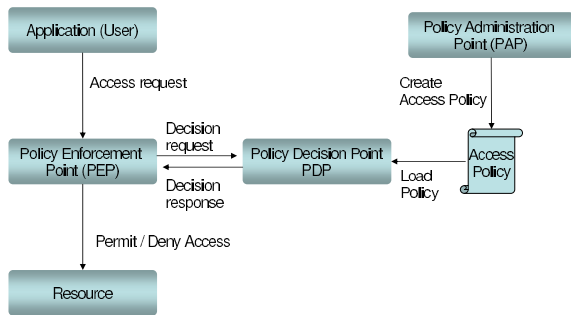 Application (User)
Policy Administration
Point (PAP)
Access request
Create
Access Policy
Decision
request
Policy Enforcement
Point (PEP)
Policy Decision Point
PDP
Access
Policy
Decision
response
Load
Policy
Permit / Deny Access
Resource